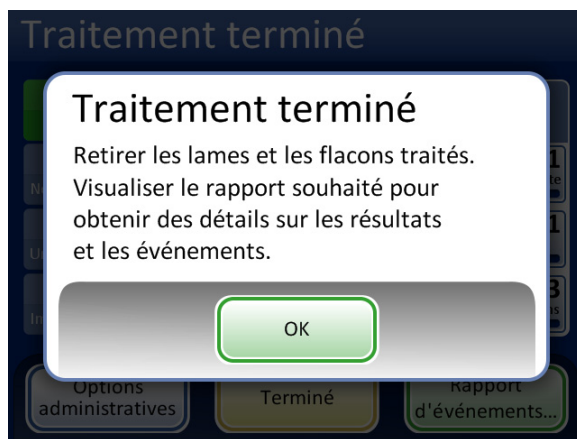 Traitement terminé
Traitement terminé
Retirer les lames et les flacons traités.
Visualiser le rapport souhaité pour
obtenir des détails sur les résultats
et les événements.
OK
Options
administratives
Terminé
Rapport
d'événements...